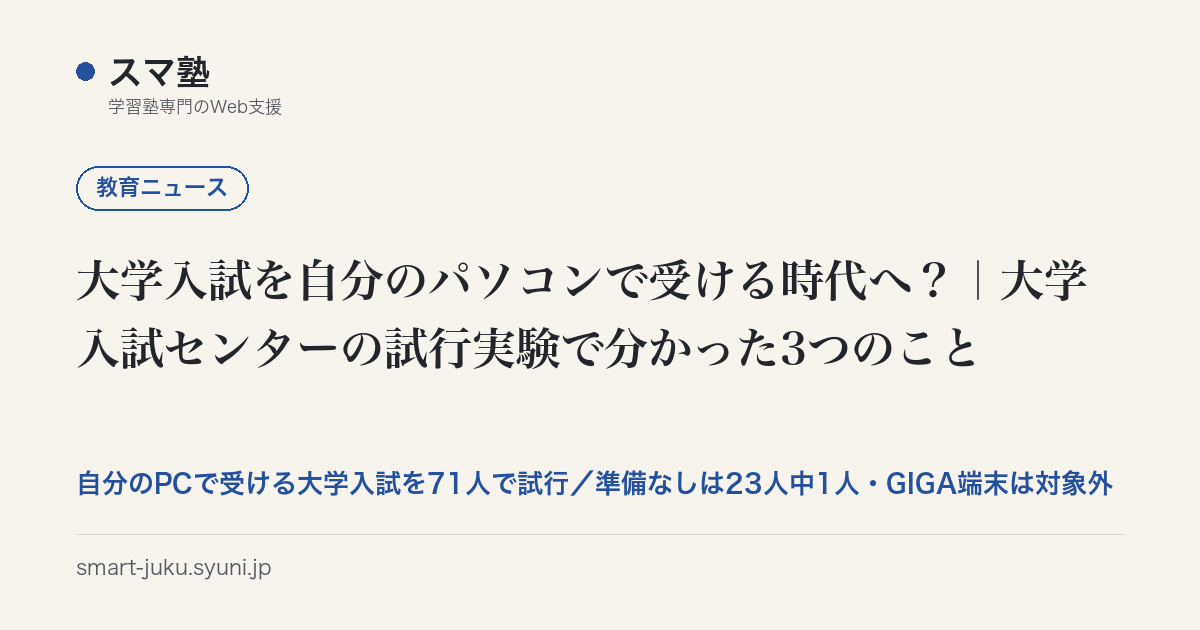 スマ塾
学習塾専門のWeb支援
教育ニュース
大学入試を自分のパソコンで受ける時代へ？｜大学
入試センターの試行実験で分かった3つのこと
自分のPCで受ける大学入試を71人で試行／準備なしは23人中1人・GIGA端末は対象外
smart-juku.syuni.jp